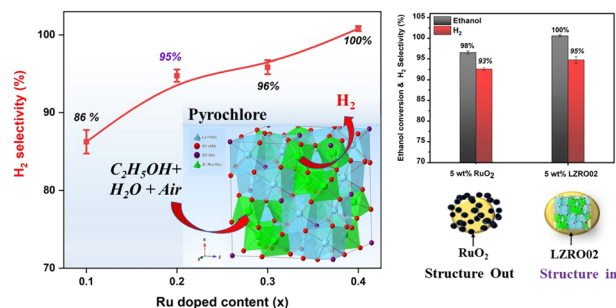 H₂ selectivity (%)
100
95
90
85
80
86 %
95%
96%
100%
Pyrochlore
H₂
C₂H₅OH+
H₂O + Air
0.1
0.2
0.3
0.4
Ru doped content (x)
Ethanol conversion & H₂ Selectivity (%)
Ethanol
H₂
100
90
80
70
60
98%
93%
100%
95%
5 wt% RuO₂
5 wt% LZRO02
RuO₂
LZRO02
Structure Out
Structure in